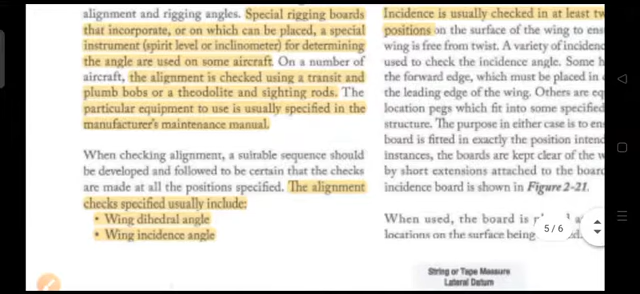 alignment and rigging angles. Special rigging boards
that incorporate, or on which can be placed, a special
instrument (spirit level or inclinometer) for determining
the angle are used on some aircraft. On a number of
aircraft, the alignment is checked using a transit and
plumb bobs or a theodolite and sighting rods. The
particular equipment to use is usually specified in the
manufacturer's maintenance manual.
When checking alignment, a suitable sequence should
be developed and followed to be certain that the checks
are made at all the positions specified. The alignment
checks specified usually include:
• Wing dihedral angle
• Wing incidence angle
Incidence is usually checked in at least tw
positions on the surface of the wing to ens
wing is free from twist. A variety of incidenc
used to check the incidence angle. Some h
the forward edge, which must be placed in
the leading edge of the wing. Others are eq
location pegs which fit into some specified
structure. The purpose in either case is to en
board is fitted in exactly the position intend
instances, the boards are kept clear of the w
by short extensions attached to the board
incidence board is shown in Figure 2-21.
When used, the board is
locations on the surface being
5/6
String or Tape Measure
Lateral Datum